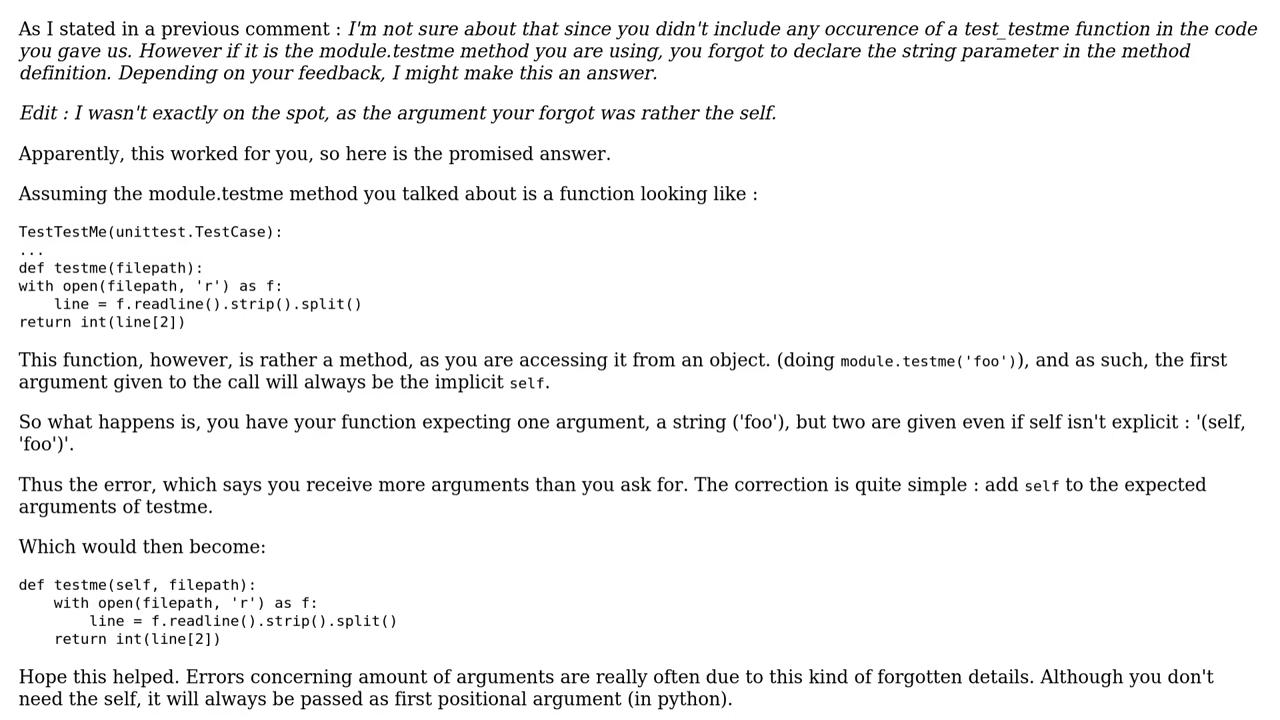 As I stated in a previous comment : I'm not sure about that since you didn't include any occurence of a test_testme function in the code
you gave us. However if it is the module.testme method you are using, you forgot to declare the string parameter in the method
definition. Depending on your feedback, I might make this an answer.
Edit : I wasn't exactly on the spot, as the argument your forgot was rather the self.
Apparently, this worked for you, so here is the promised answer.
Assuming the module.testme method you talked about is a function looking like :
TestTestMe(unittest.TestCase):
...
def testme(filepath):
with open(filepath, 'r') as f:
    line = f.readline().strip().split()
return int(line[2])
This function, however, is rather a method, as you are accessing it from an object. (doing module.testme('foo')), and as such, the first
argument given to the call will always be the implicit self.
So what happens is, you have your function expecting one argument, a string ('foo'), but two are given even if self isn't explicit : '(self,
'foo')'.
Thus the error, which says you receive more arguments than you ask for. The correction is quite simple : add self to the expected
arguments of testme.
Which would then become:
def testme(self, filepath):
    with open(filepath, 'r') as f:
        line = f.readline().strip().split()
    return int(line[2])
Hope this helped. Errors concerning amount of arguments are really often due to this kind of forgotten details. Although you don't
need the self, it will always be passed as first positional argument (in python).